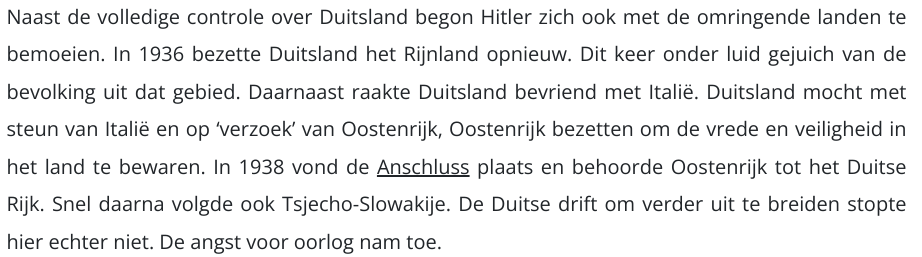 Naast de volledige controle over Duitsland begon Hitler zich ook met de omringende landen te
bemoeien. In 1936 bezette Duitsland het Rijnland opnieuw. Dit keer onder luid gejuich van de
bevolking uit dat gebied. Daarnaast raakte Duitsland bevriend met Italië. Duitsland mocht met
steun van Italië en op ‘verzoek’ van Oostenrijk, Oostenrijk bezetten om de vrede en veiligheid in
het land te bewaren. In 1938 vond de Anschluss plaats en behoorde Oostenrijk tot het Duitse
Rijk. Snel daarna volgde ook Tsjecho-Slowakije. De Duitse drift om verder uit te breiden stopte
hier echter niet. De angst voor oorlog nam toe.